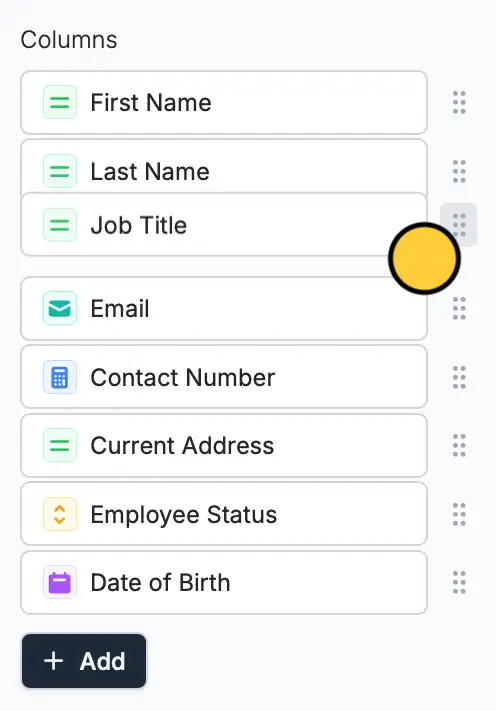 Columns
First Name
Last Name
Job Title
Email
Contact Number
Current Address
Employee Status
Date of Birth
+ Add